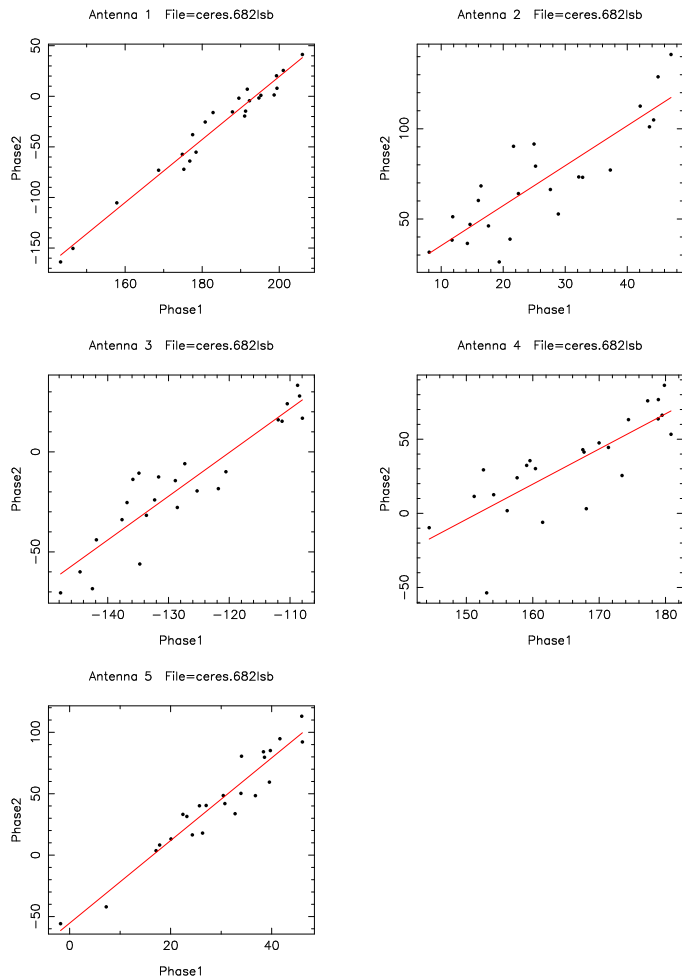 Antenna 1 File=ceres.682lsb
Phase2
50
0
−50
−100
−150
160 180 200
Phase1
Antenna 2 File=ceres.682lsb
Phase2
100
50
10 20 30 40
Phase1
Antenna 3 File=ceres.682lsb
Phase2
0
−50
−140 −130 −120 −110
Phase1
Antenna 4 File=ceres.682lsb
Phase2
50
0
−50
150 160 170 180
Phase1
Antenna 5 File=ceres.682lsb
Phase2
100
50
0
−50
0 20 40
Phase1